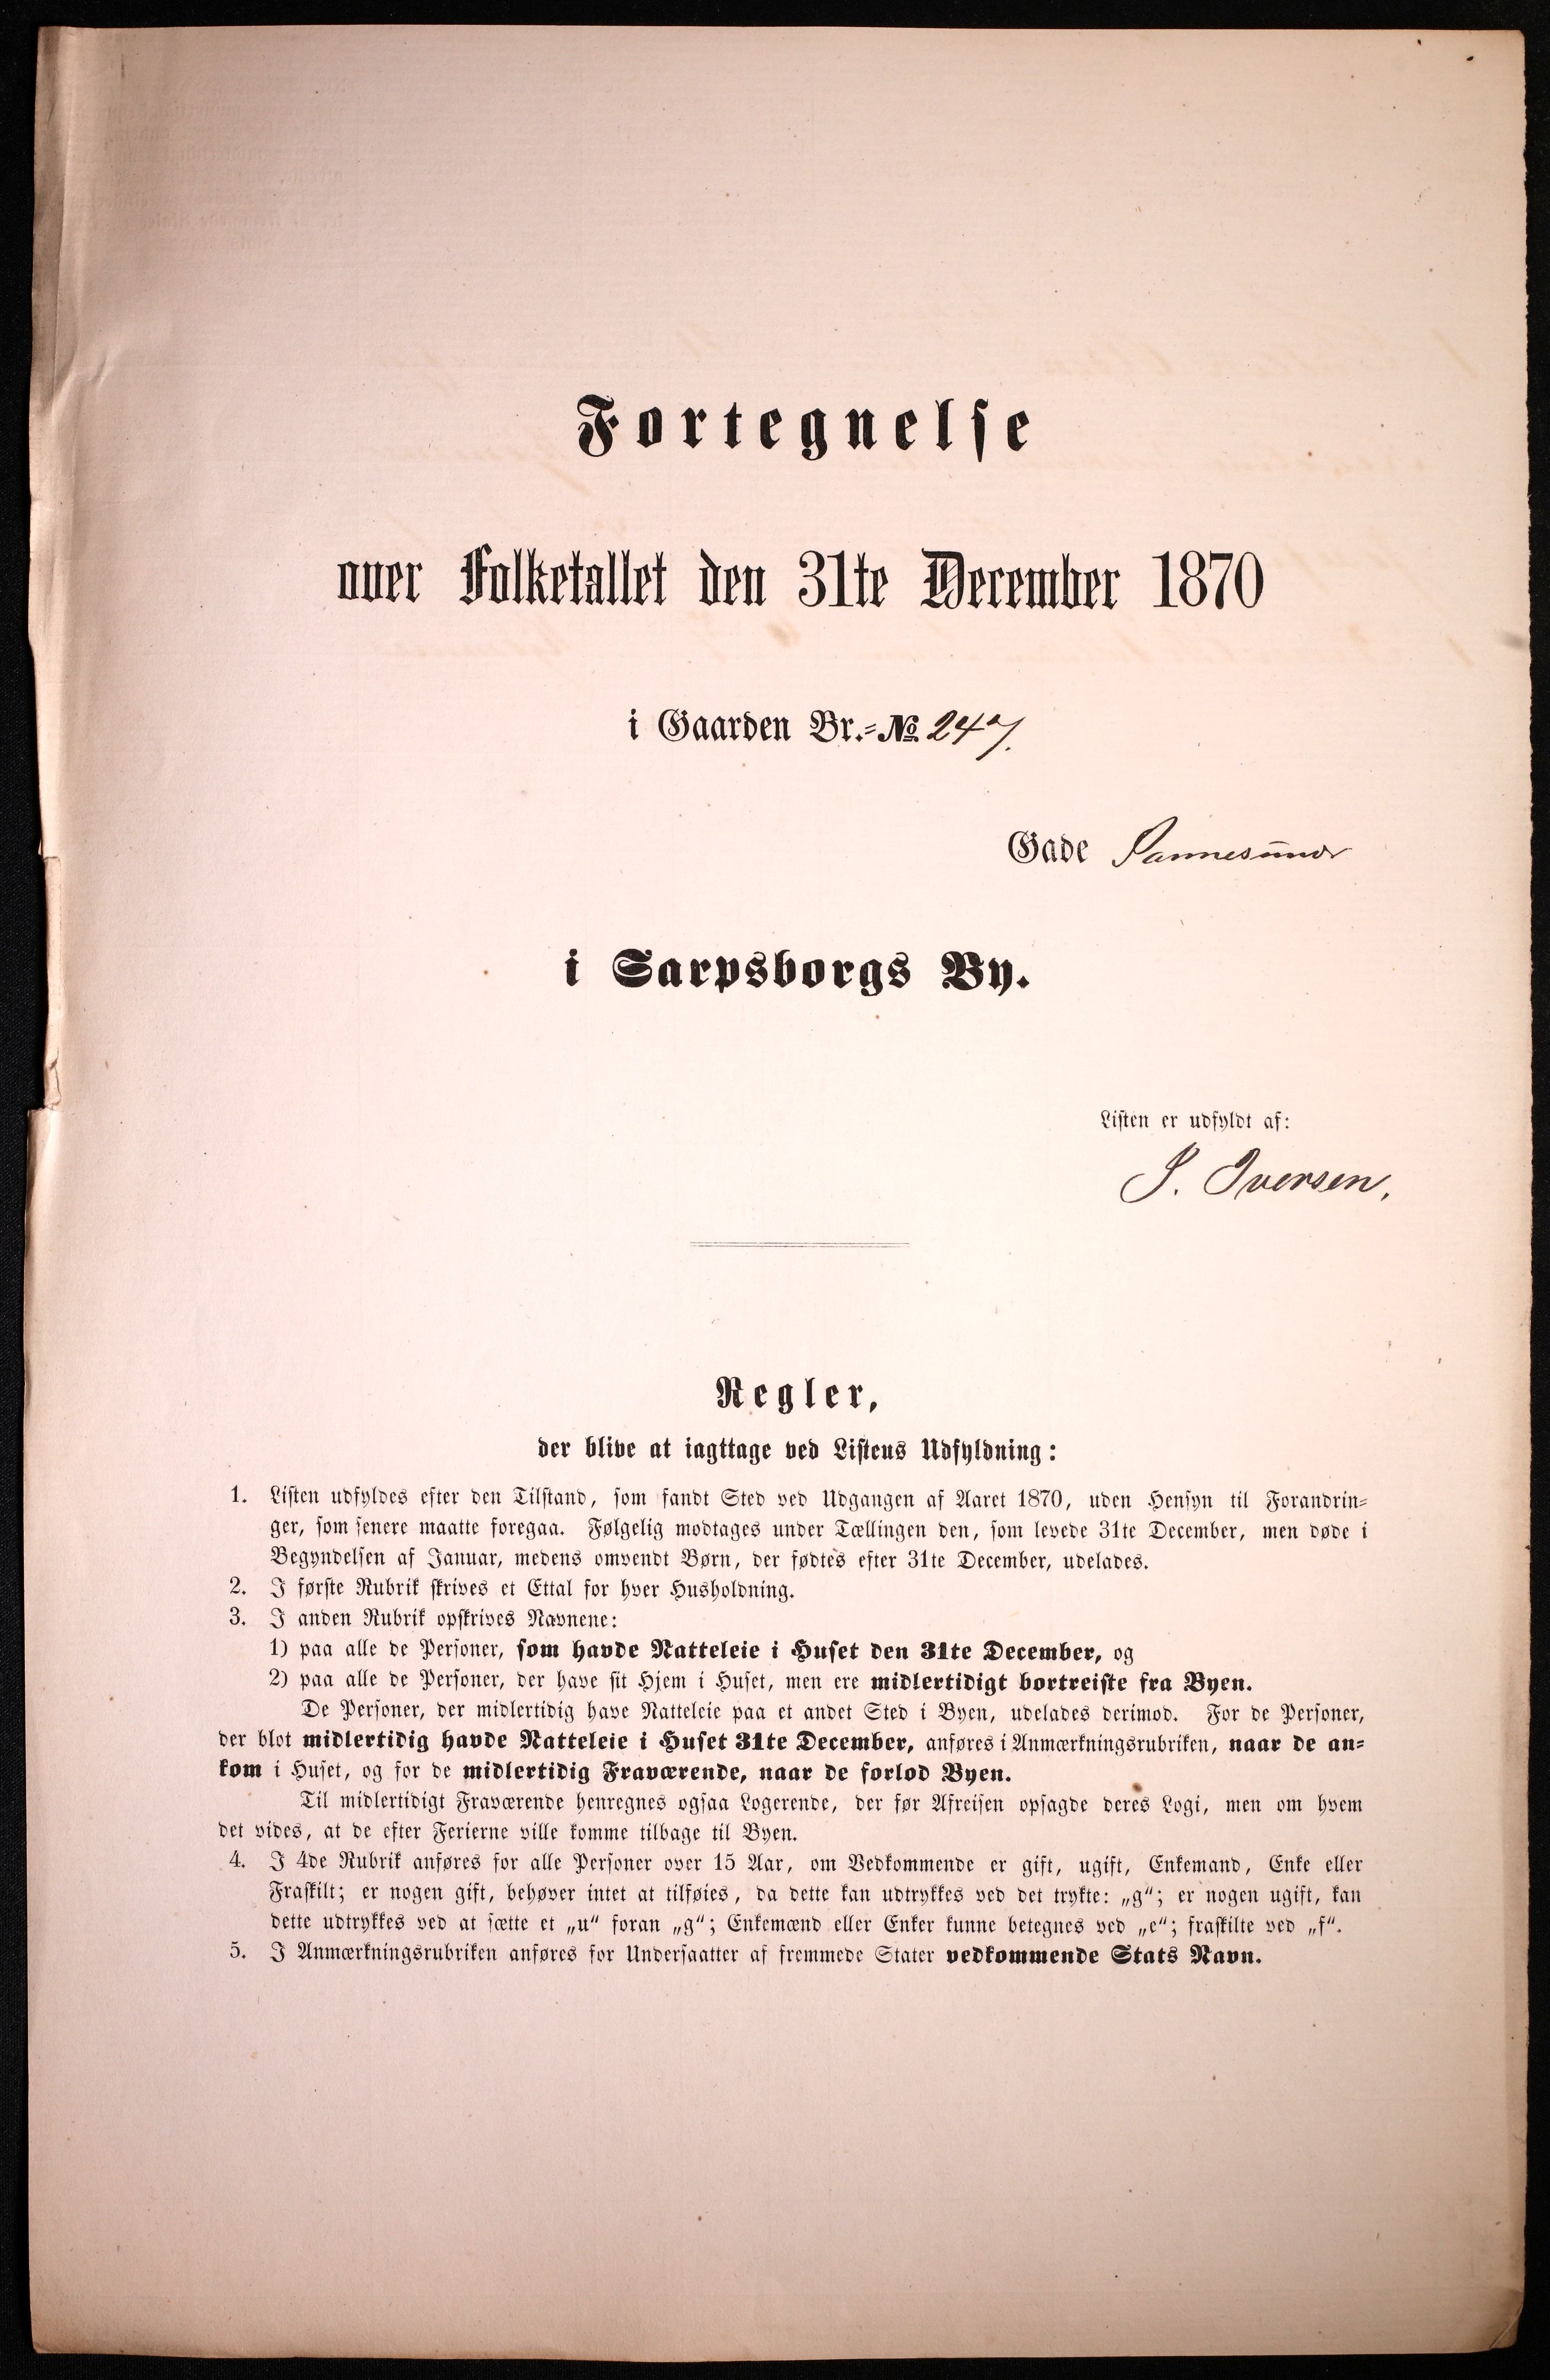 Fortegnelse
over Folketallet den 31te December 1870
i Gaarden Br.=No. 247.
Gade Sannesund
i Sarpsborgs By.
Listen er udfyldt af:
S. Iversen.
Regler,
der blive at iagttage ved Listens Udfyldning:
1. Listen udfyldes efter den Tilstand, som fandt Sted ved Udgangen af Aaret 1870, uden Hensyn til Forandrin=
ger, som senere maatte foregaa. Følgelig modtages under Tællingen den, som levede 31te December, men døde i
Begyndelsen af Januar, medens omvendt Børn, der fødtes efter 31te December, udelades.
2. I første Rubrik skrives et Ettal for hver Husholdning.
3. I anden Rubrik opskrives Navnene:
1) paa alle de Personer, som havde Natteleie i Huset den 31te December, og
2) paa alle de Personer, der have sit Hjem i Huset, men ere midlertidigt bortreiste fra Byen.
De Personer, der midlertidig have Natteleie paa et andet Sted i Byen, udelades derimod. For de Personer,
der blot midlertidig havde Natteleie i Huset 31te December, anføres i Anmærkningsrubriken, naar de an=
kom i Huset, og for de midlertidig Fraværende, naar de forlod Byen.
Til midlertidigt Fraværende henregnes ogsaa Logerende, der før Afreisen opsagde deres Logi, men om hvem
det vides, at de efter Ferierne ville komme tilbage til Byen.
4. I 4de Rubrik anføres for alle Personer over 15 Aar, om Vedkommende er gift, ugift, Enkemand, Enke eller
Fraskilt; er nogen gift, behøver intet at tilføies, da dette kan udtrykkes ved det trykte: „g“; er nogen ugift, kan
dette udtrykkes ved at sætte et „u“ foran „g“; Enkemænd eller Enker kunne betegnes ved „e“; fraskilte ved „f“.
5. I Anmærkningsrubriken anføres for Undersaatter af fremmede Stater vedkommende Stats Navn.